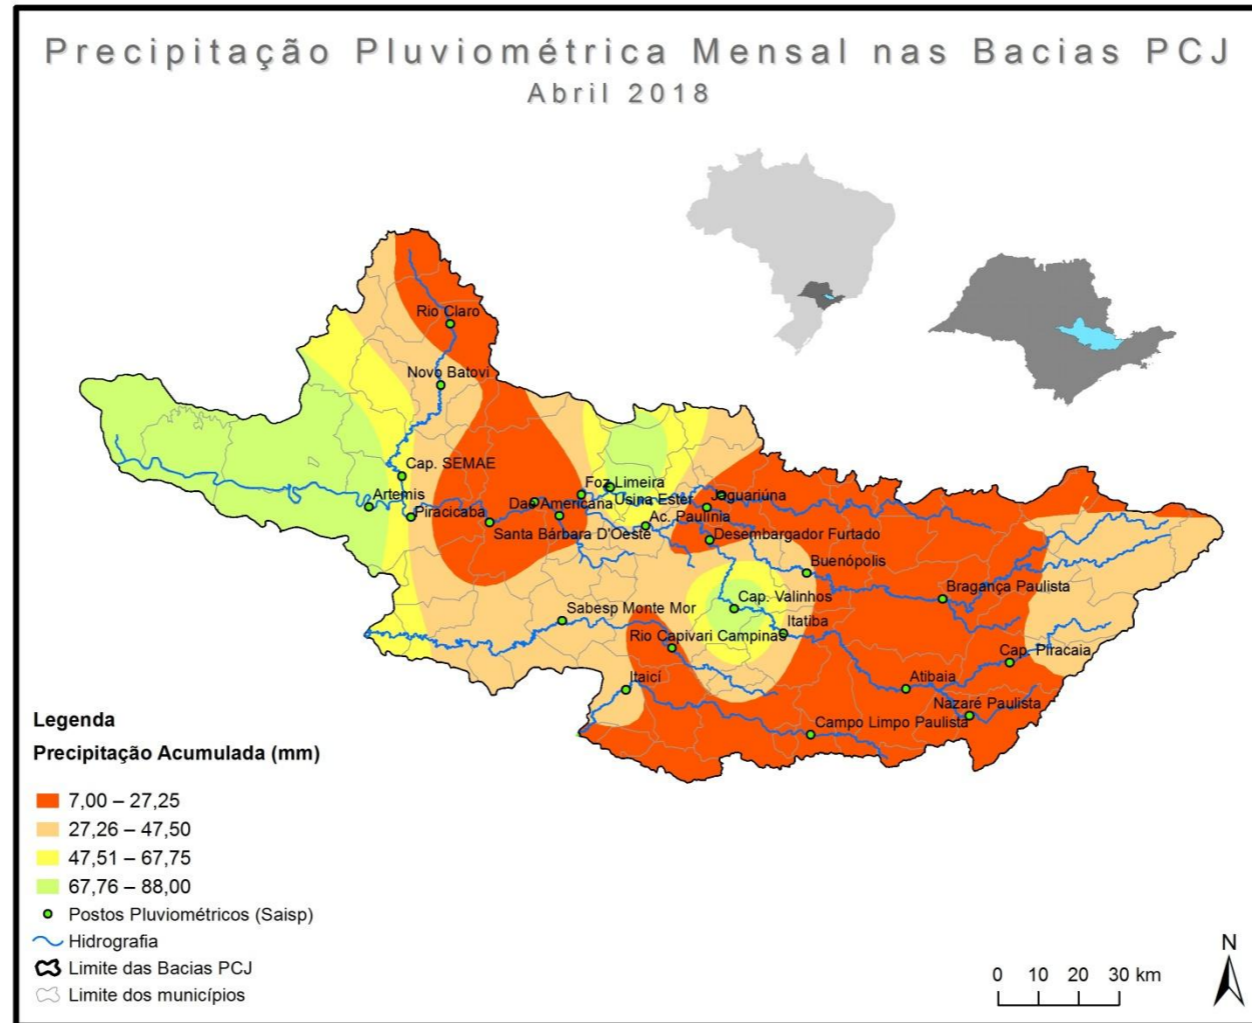 Precipitação Pluviométrica Mensal nas Bacias PCJ
Abril 2018
Rio Claro
Novo Batovi
Cap. SEMAE
Artemis
Piracicaba
Foz Limeira
Dae Americana
Usina Ester
Jaguariúna
Santa Bárbara D'Oeste
Ac. Paulínia
Desembargador Furtado
Buenópolis
Bragança Paulista
Cap. Valinhos
Sabesp Monte Mor
Itatiba
Rio Capivari Campinas
Cap. Piracaia
Itaicí
Atibaia
Nazaré Paulista
Campo Limpo Paulista
Legenda
Precipitação Acumulada (mm)
7,00 – 27,25
27,26 – 47,50
47,51 – 67,75
67,76 – 88,00
Postos Pluviométricos (Saisp)
Hidrografia
Limite das Bacias PCJ
Limite dos municípios
N
0 10 20 30 km